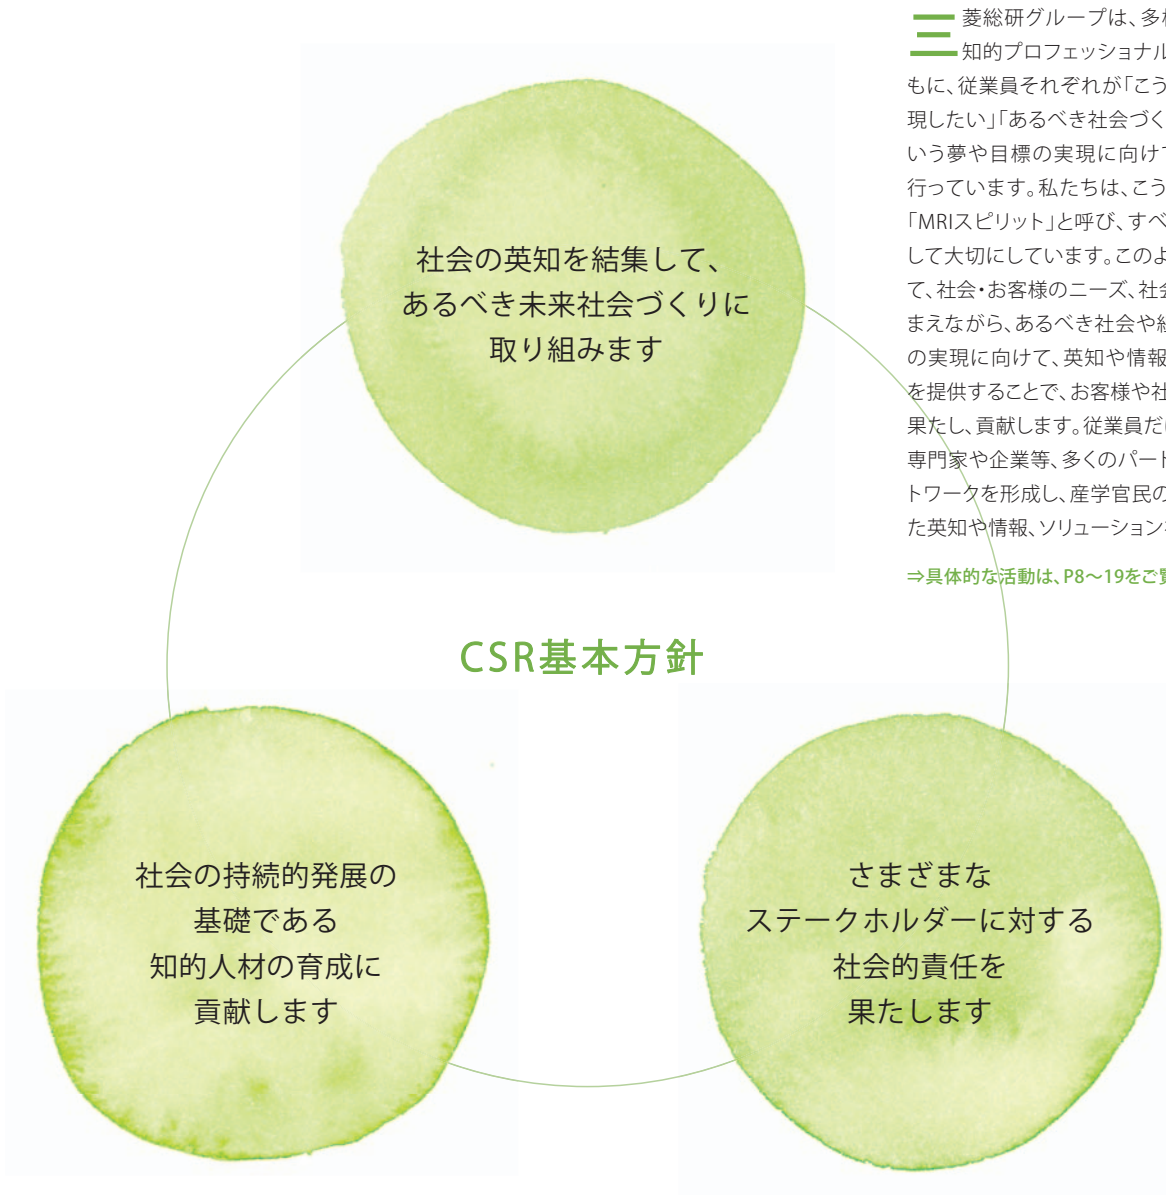 社会の英知を結集して、
あるべき未来社会づくりに
取り組みます
CSR基本方針
社会の持続的発展の
基礎である
知的人材の育成に
貢献します
さまざまな
ステークホルダーに対する
社会的責任を
果たします
三菱総研グループは、多
知的プロフェッショナル
もに、従業員それぞれが「こう
現したい」「あるべき社会づく
いう夢や目標の実現に向けて
行っています。私たちは、こう
「MRIスピリット」と呼び、すべ
して大切にしています。このよ
て、社会・お客様のニーズ、社会
まえながら、あるべき社会や
の実現に向けて、英知や情報
を提供することで、お客様や社
果たし、貢献します。従業員だ
専門家や企業等、多くのパート
トワークを形成し、産学官民の
た英知や情報、ソリューション
⇒具体的な活動は、P8～19をご